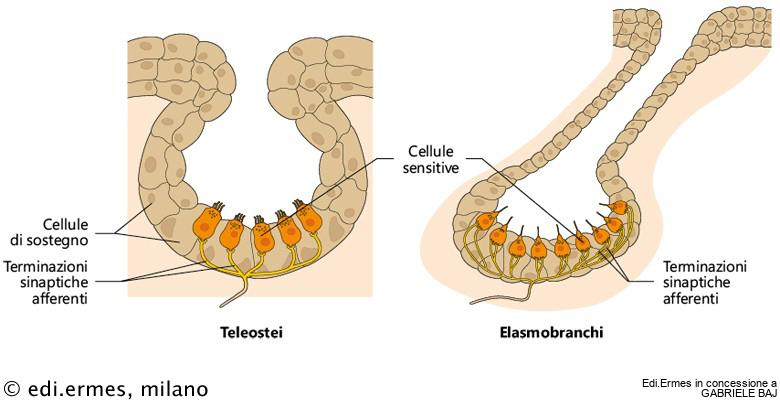 Cellule
sensitive
Cellule
di sostegno
Terminazioni
sinaptiche
afferenti
Terminazioni
sinaptiche
afferenti
Teleostei
Elasmobranchi
© edi.ermes, milano
Edi.Ermes in concessione a
GABRIELE BAJ